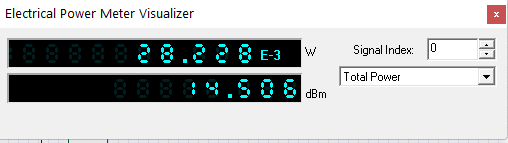 Electrical Power Meter Visualizer x
28.228 E-3 W Signal Index: 0
Total Power
14.506 dBm